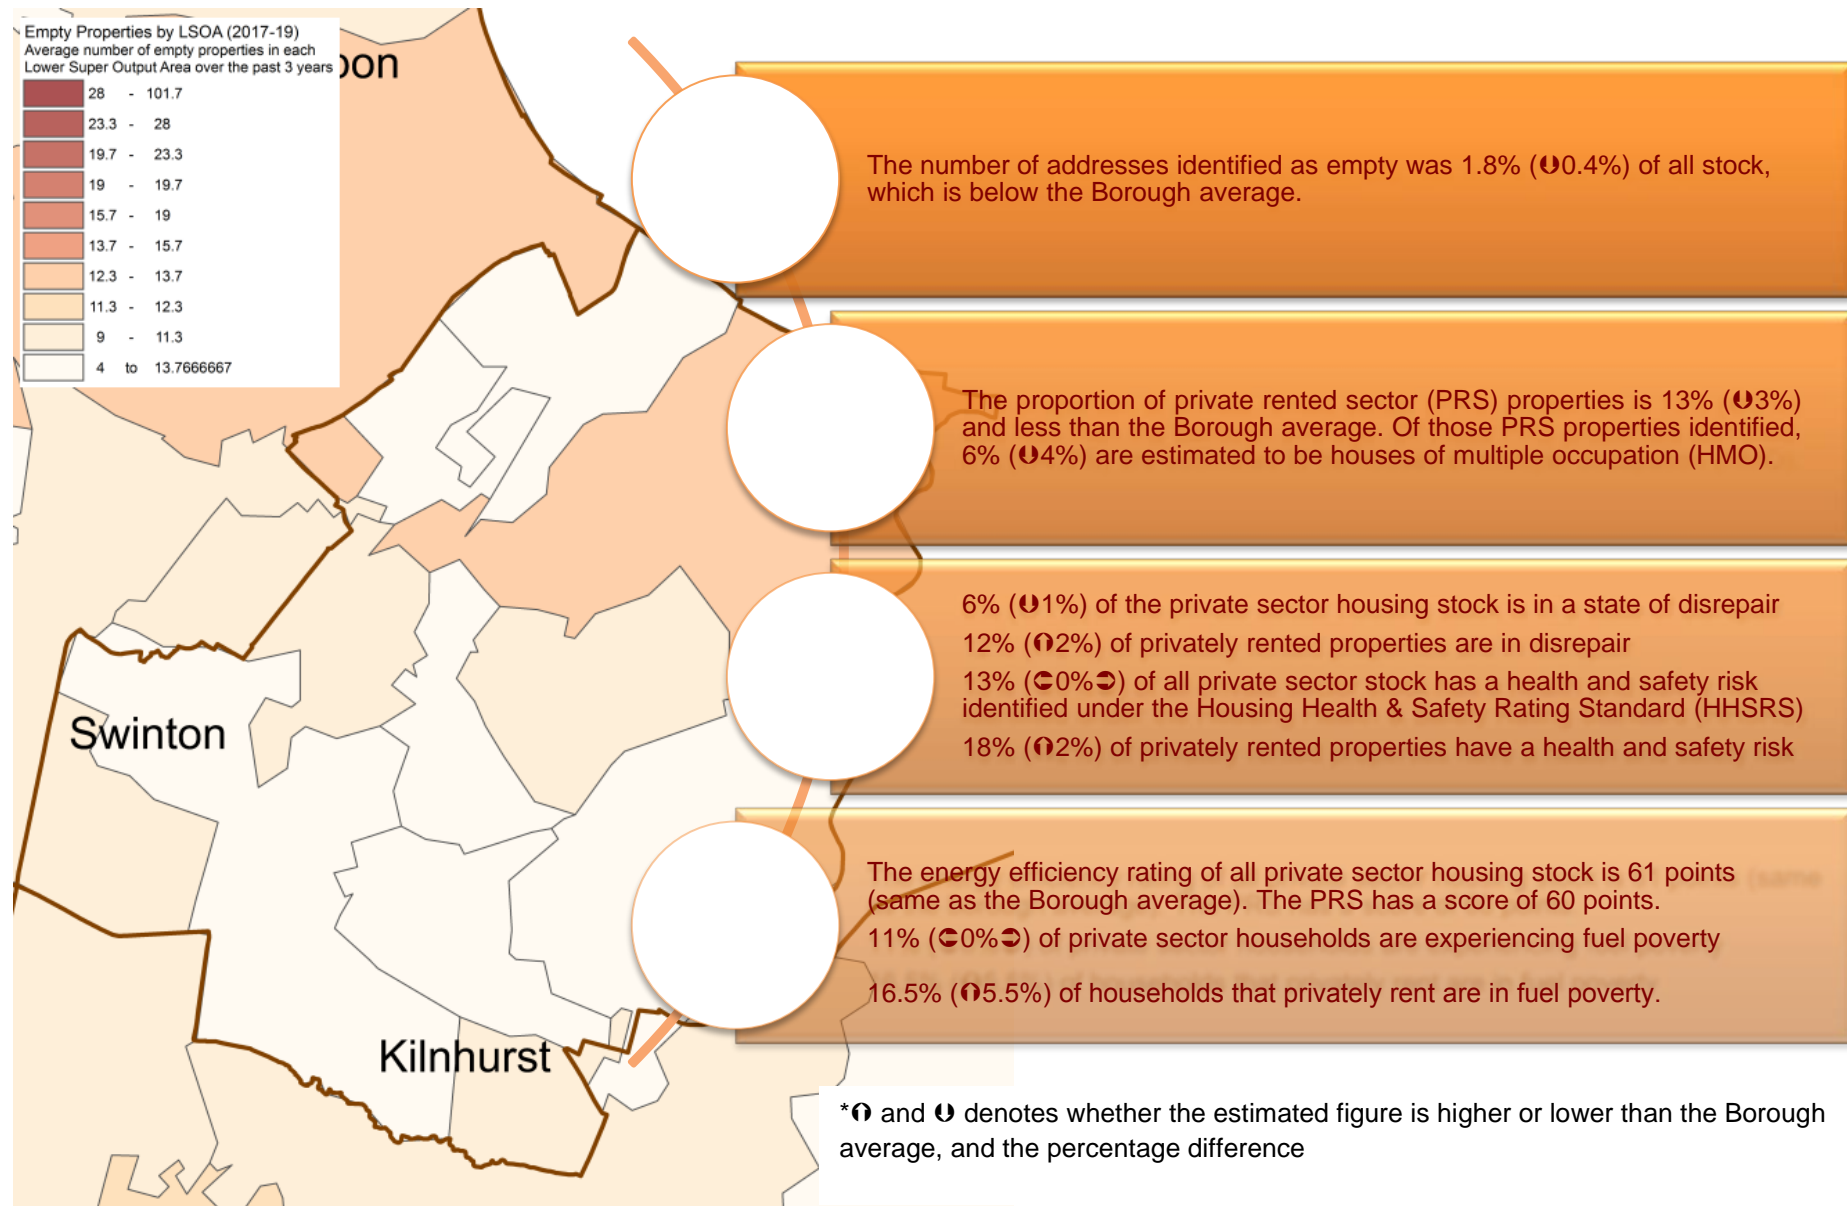 Empty Properties by LSOA (2017-19)
Average number of empty properties in each
Lower Super Output Area over the past 3 years
28 - 101.7
23.3 - 28
19.7 - 23.3
19 - 19.7
15.7 - 19
13.7 - 15.7
12.3 - 13.7
11.3 - 12.3
9 - 11.3
4 to 13.7666667
Swinton
Kilnhurst
The number of addresses identified as empty was 1.8% (⮋0.4%) of all stock,
which is below the Borough average.
The proportion of private rented sector (PRS) properties is 13% (⮋3%)
and less than the Borough average. Of those PRS properties identified,
6% (⮋4%) are estimated to be houses of multiple occupation (HMO).
6% (⮋1%) of the private sector housing stock is in a state of disrepair
12% (⮉2%) of privately rented properties are in disrepair
13% (⮈0%⮊) of all private sector stock has a health and safety risk
identified under the Housing Health & Safety Rating Standard (HHSRS)
18% (⮉2%) of privately rented properties have a health and safety risk
The energy efficiency rating of all private sector housing stock is 61 points
(same as the Borough average). The PRS has a score of 60 points.
11% (⮈0%⮊) of private sector households are experiencing fuel poverty
16.5% (⮉5.5%) of households that privately rent are in fuel poverty.
*⮉ and ⮋ denotes whether the estimated figure is higher or lower than the Borough
average, and the percentage difference